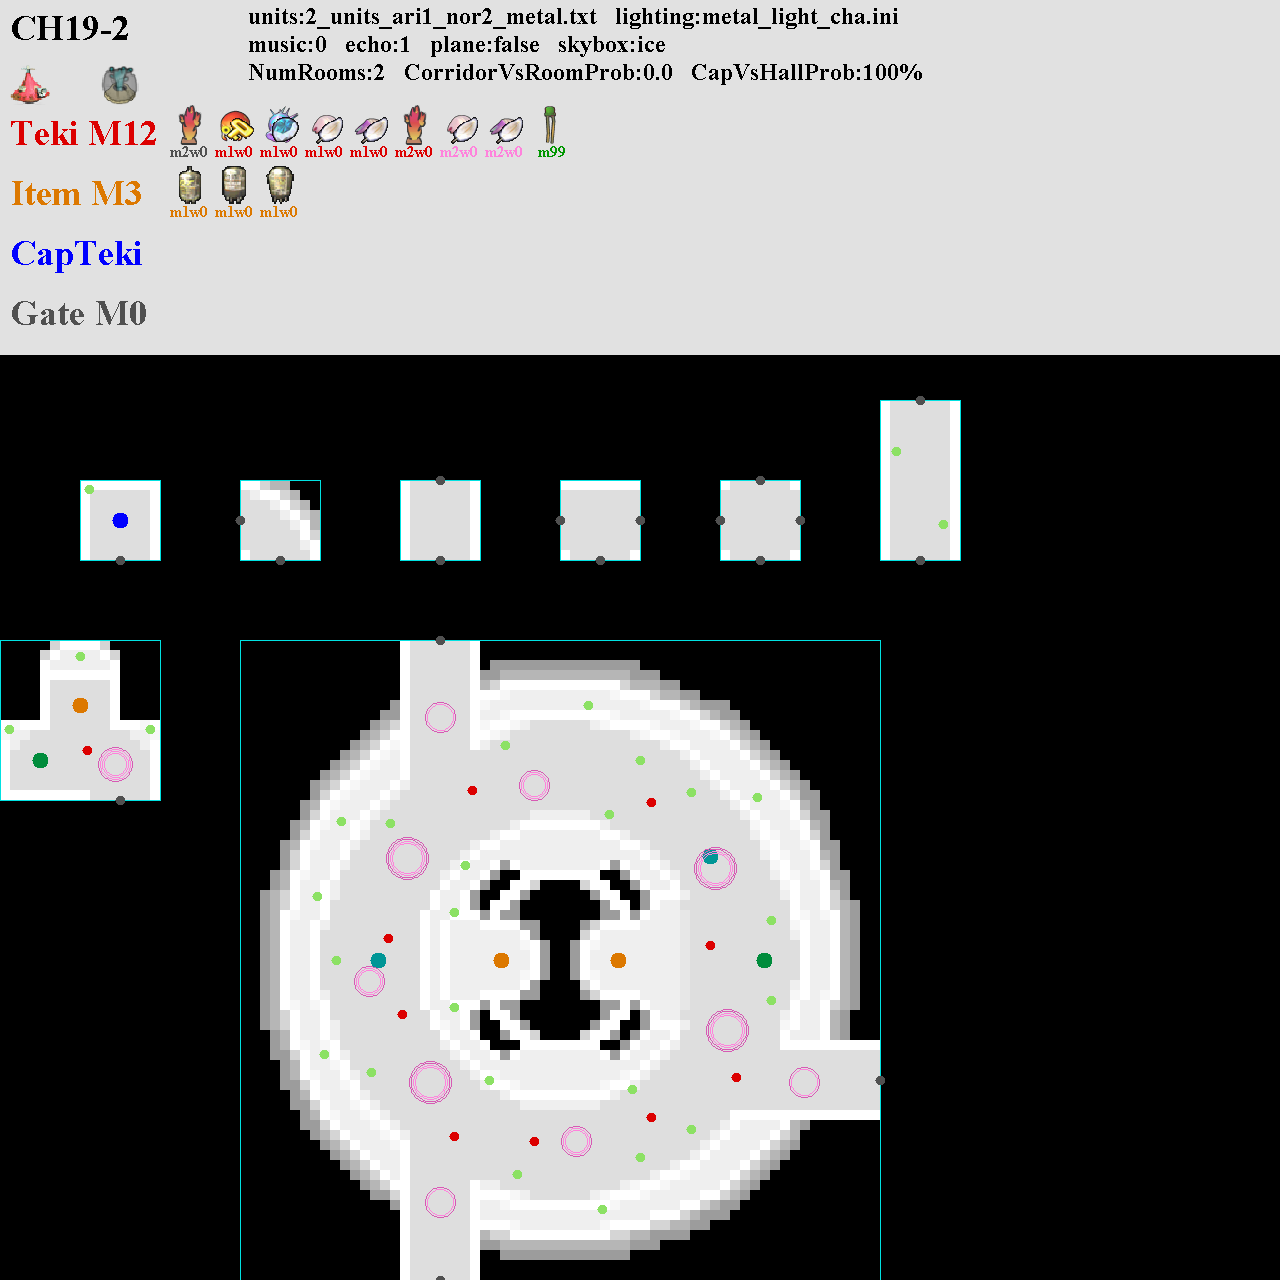 CH19-2
units:2_units_ari1_nor2_metal.txt lighting:metal_light_cha.ini
music:0 echo:1 plane:false skybox:ice
NumRooms:2 CorridorVsRoomProb:0.0 CapVsHallProb:100%
Teki M12
m2w0 m1w0 m1w0 m1w0 m1w0 m2w0 m2w0 m2w0 m99
Item M3
m1w0 m1w0 m1w0
CapTeki
Gate M0